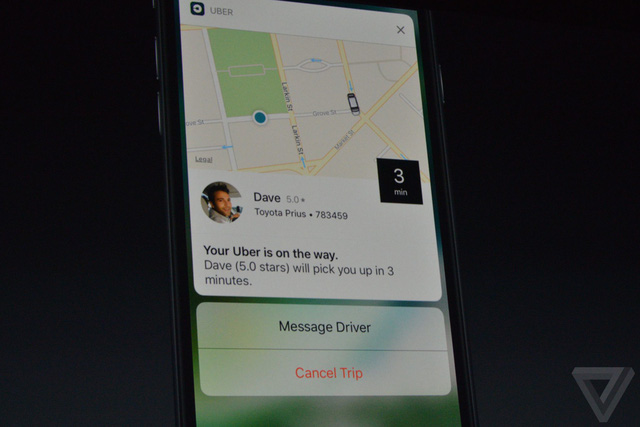 UBER
Larkin St
Grove St
ove St
Larkin St
Market St
Legal
3
min
Dave 5.0★
Toyota Prius • 783459
Your Uber is on the way.
Dave (5.0 stars) will pick you up in 3
minutes.
Message Driver
Cancel Trip